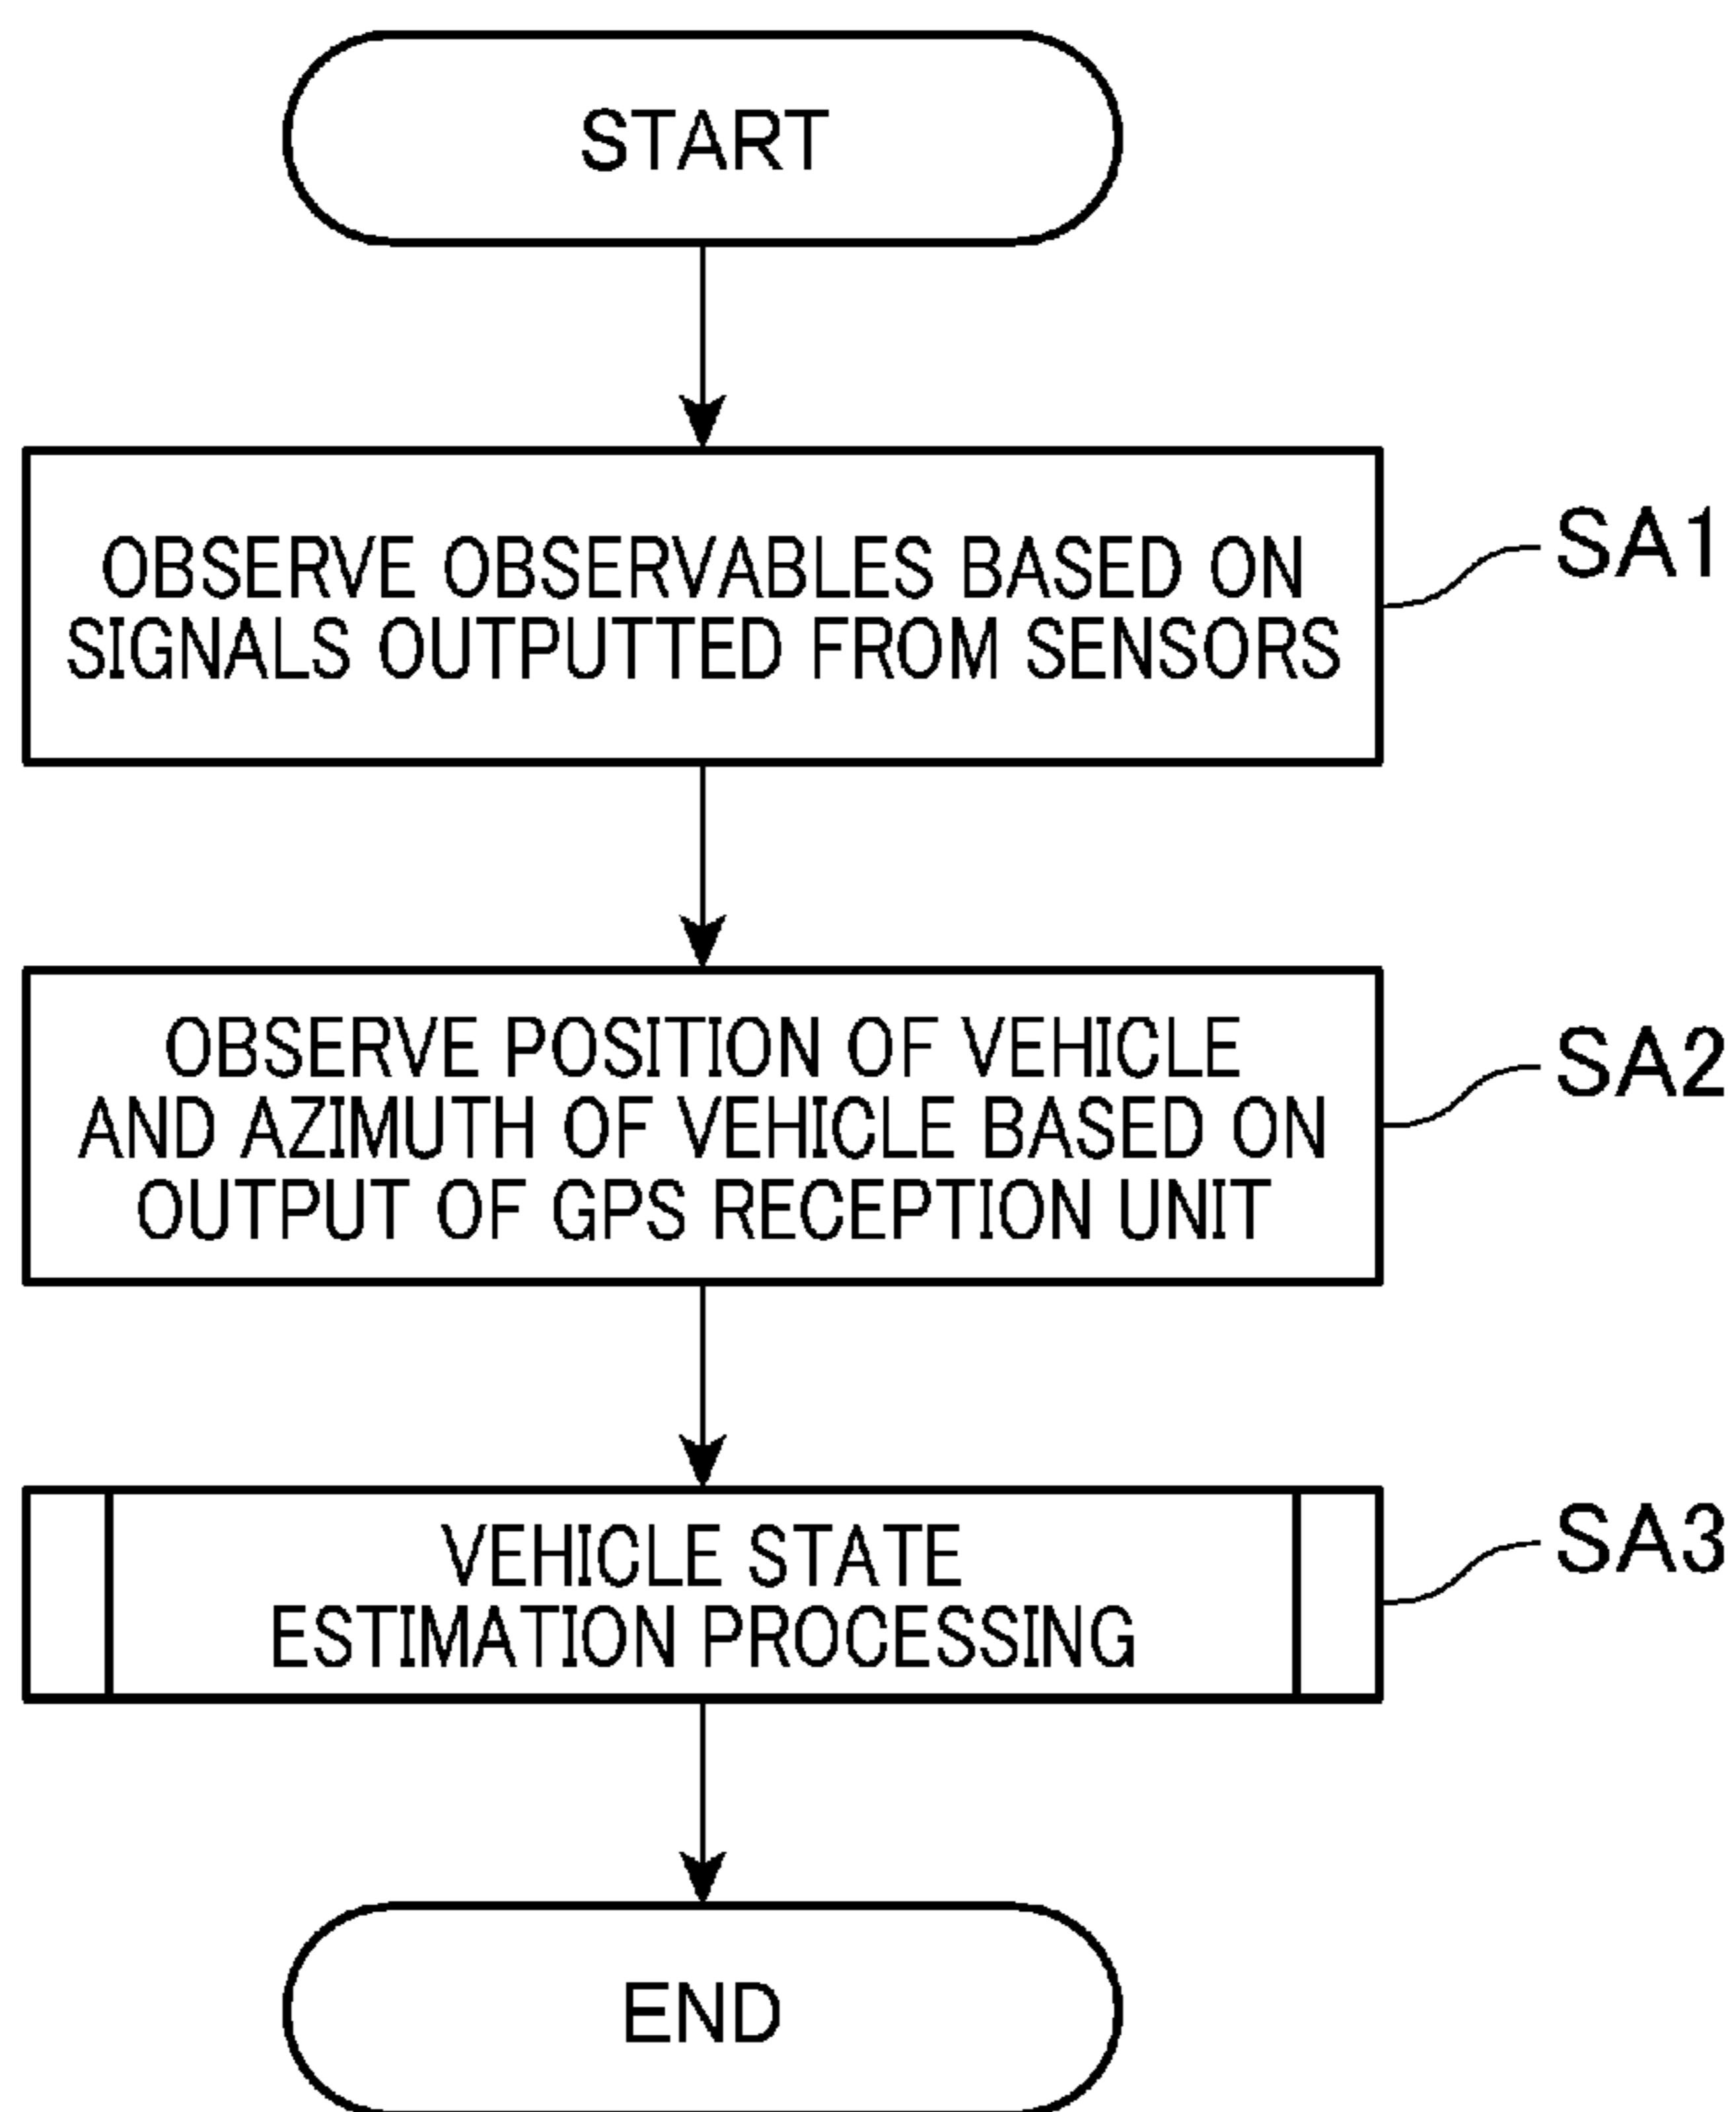 START
OBSERVE OBSERVABLES BASED ON
SIGNALS OUTPUTTED FROM SENSORS
SA1
OBSERVE POSITION OF VEHICLE
AND AZIMUTH OF VEHICLE BASED ON
OUTPUT OF GPS RECEPTION UNIT
SA2
VEHICLE STATE
ESTIMATION PROCESSING
SA3
END